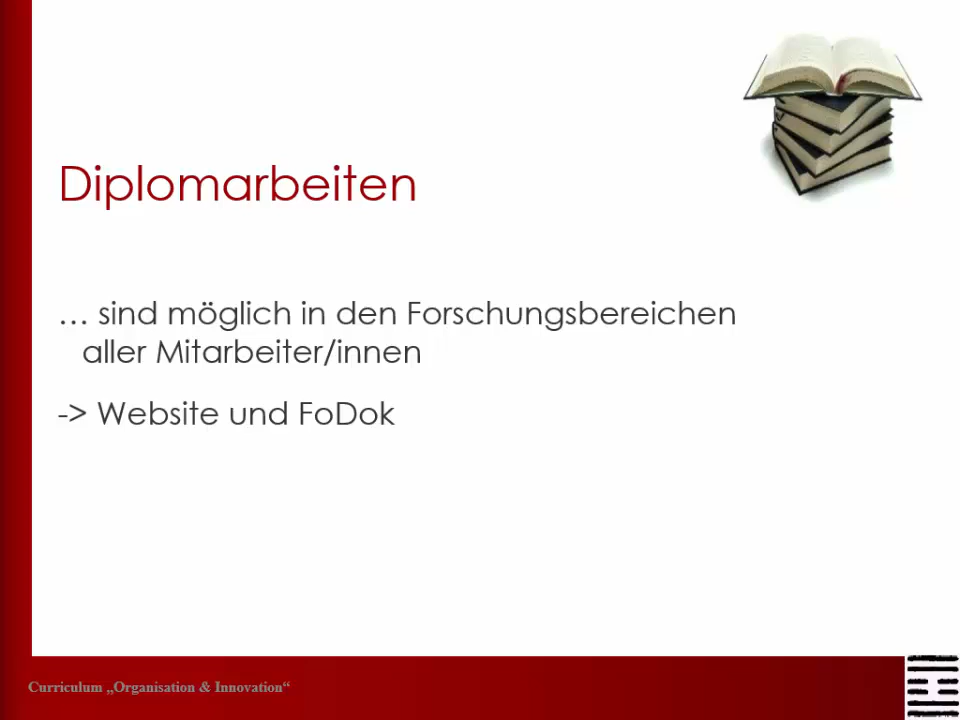 Diplomarbeiten
… sind möglich in den Forschungsbereichen
aller Mitarbeiter/innen
-> Website und FoDok
Curriculum „Organisation & Innovation“